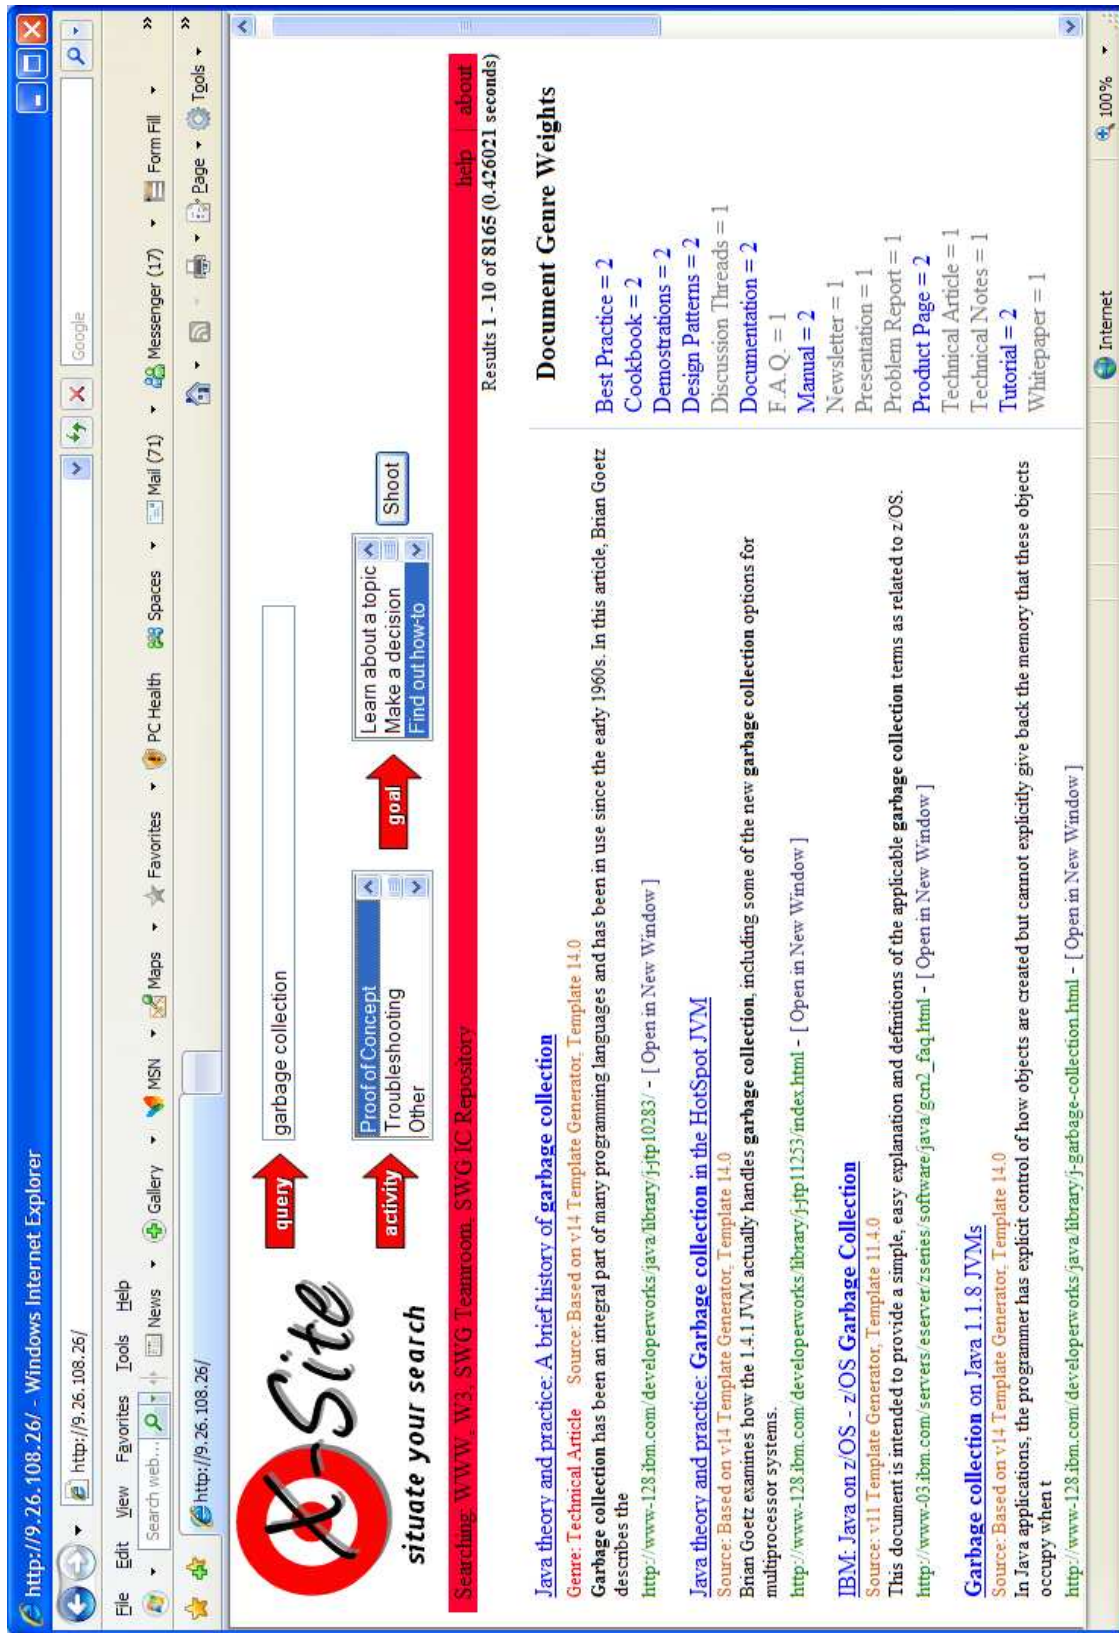 http://9.26.108.26/ - Windows Internet Explorer
http://9.26.108.26/
Google
File Edit View Favorites Tools Help
Search web... News Gallery MSN Maps Favorites PC Health Spaces Mail (71) Messenger (17) Form Fill »
http://9.26.108.26/
Page Tools »
X-Site
situate your search
query
garbage collection
activity
Proof of Concept
Troubleshooting
Other
goal
Learn about a topic
Make a decision
Find out how-to
Shoot
Searching: WWW, W3, SWG Teamroom, SWG IC Repository help | about
Results 1 - 10 of 8165 (0.426021 seconds)
Java theory and practice: A brief history of garbage collection
Genre: Technical Article Source: Based on v14 Template Generator, Template 14.0
Garbage collection has been an integral part of many programming languages and has been in use since the early 1960s. In this article, Brian Goetz
describes the
http://www-128.ibm.com/developerworks/java/library/j-jtp10283/ - [ Open in New Window ]
Java theory and practice: Garbage collection in the HotSpot JVM
Source: Based on v14 Template Generator, Template 14.0
Brian Goetz examines how the 1.4.1 JVM actually handles garbage collection, including some of the new garbage collection options for
multiprocessor systems.
http://www-128.ibm.com/developerworks/library/j-jtp11253/index.html - [ Open in New Window ]
IBM: Java on z/OS - z/OS Garbage Collection
Source: v11 Template Generator, Template 11.4.0
This document is intended to provide a simple, easy explanation and definitions of the applicable garbage collection terms as related to z/OS.
http://www-03.ibm.com/servers/eserver/zseries/software/java/gcn2_faq.html - [ Open in New Window ]
Garbage collection on Java 1.1.8 JVMs
Source: Based on v14 Template Generator, Template 14.0
In Java applications, the programmer has explicit control of how objects are created but cannot explicitly give back the memory that these objects
occupy when t
http://www-128.ibm.com/developerworks/java/library/j-garbage-collection.html - [ Open in New Window ]
Document Genre Weights
Best Practice = 2
Cookbook = 2
Demostrations = 2
Design Patterns = 2
Discussion Threads = 1
Documentation = 2
F.A.Q. = 1
Manual = 2
Newsletter = 1
Presentation = 1
Problem Report = 1
Product Page = 2
Technical Article = 1
Technical Notes = 1
Tutorial = 2
Whitepaper = 1
Internet 100%